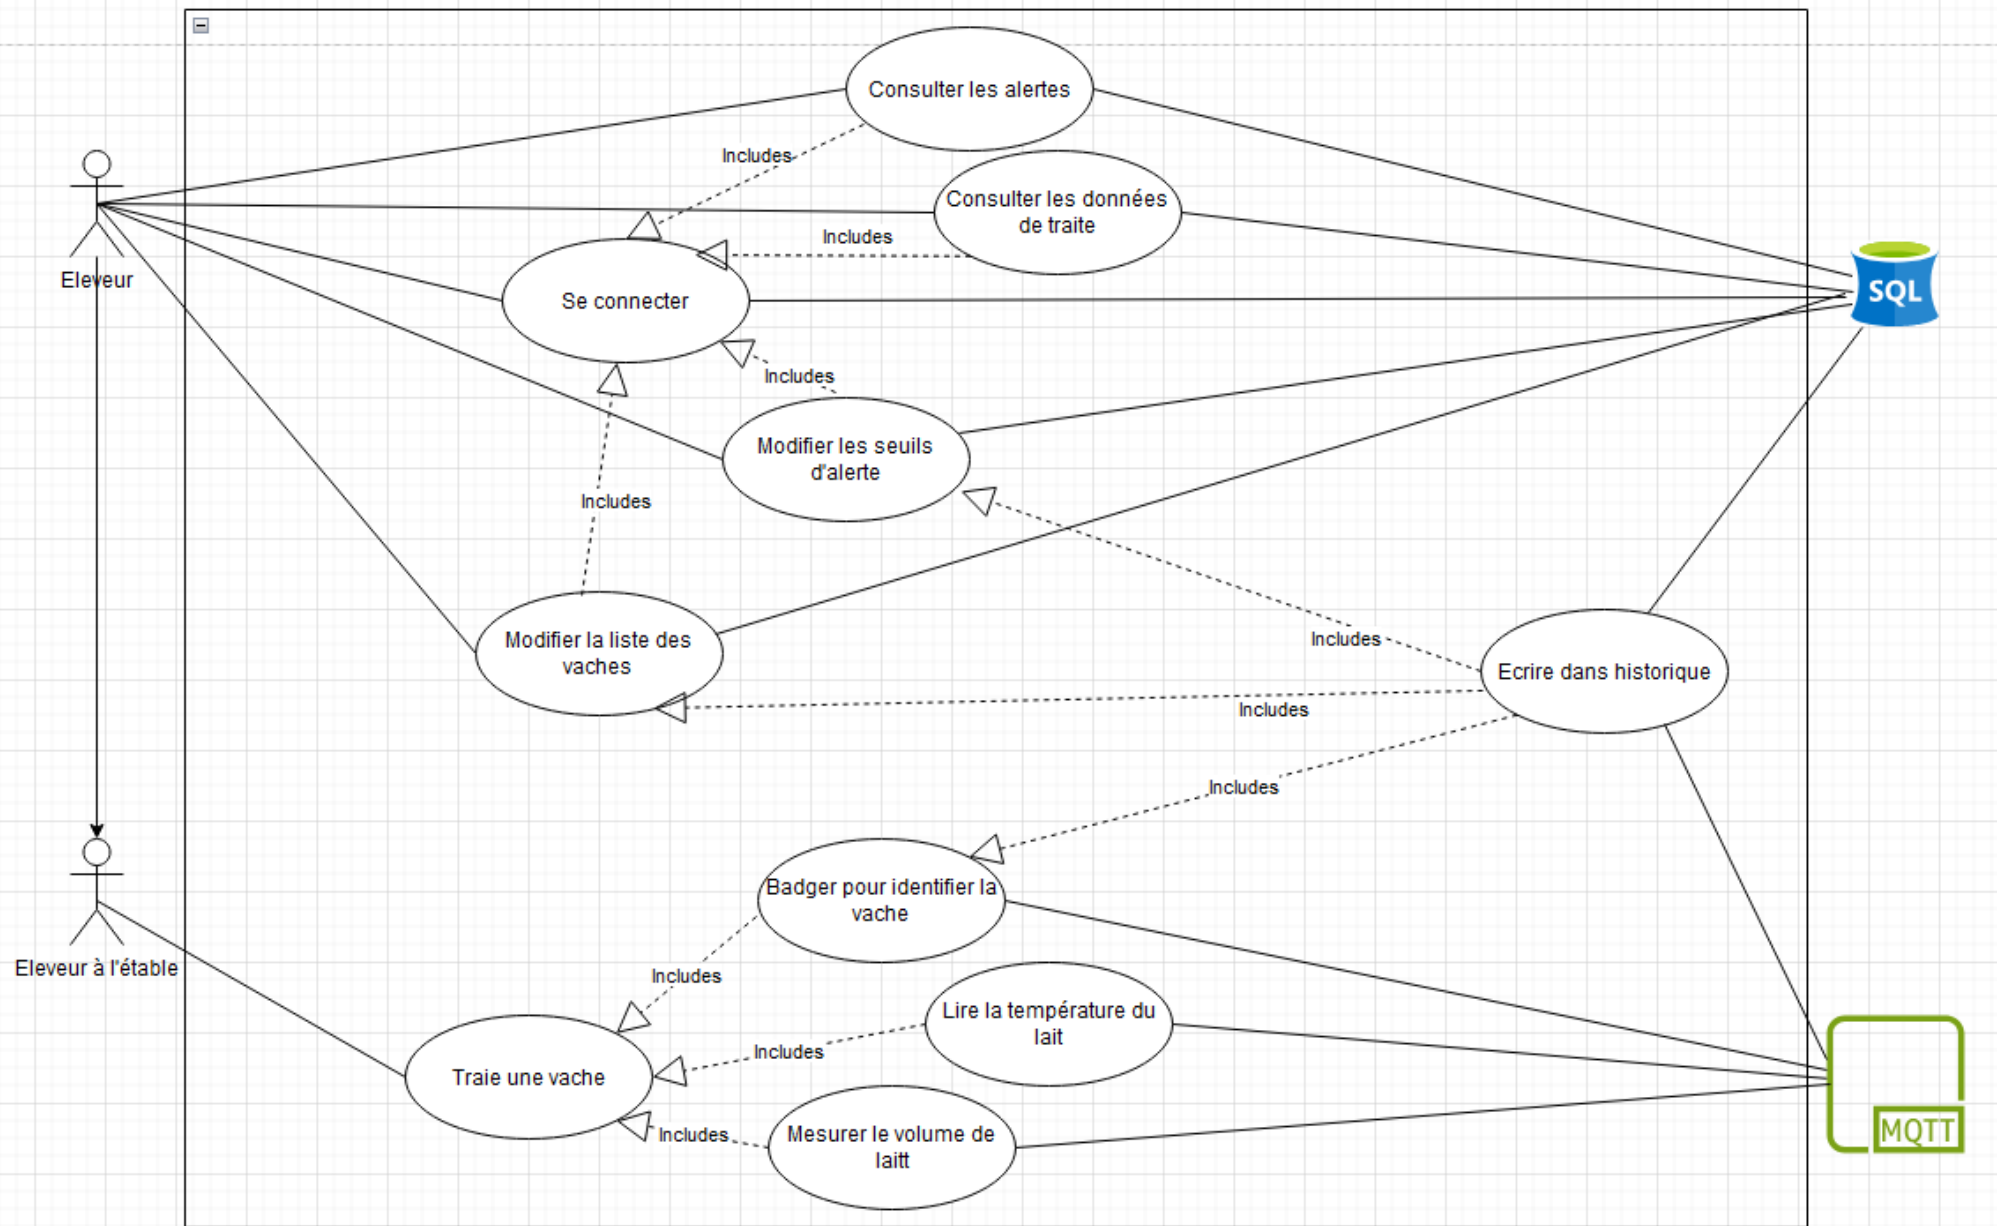 Consulter les alertes
Includes
Consulter les données
de traite
Includes
Eleveur
Se connecter
SQL
Includes
Modifier les seuils
d'alerte
Includes
Modifier la liste des
vaches
Includes
Ecrire dans historique
Includes
Includes
Badger pour identifier la
vache
Eleveur à l'étable
Includes
Lire la température du
lait
Includes
Traie une vache
Includes
Mesurer le volume de
laitt
MQTT